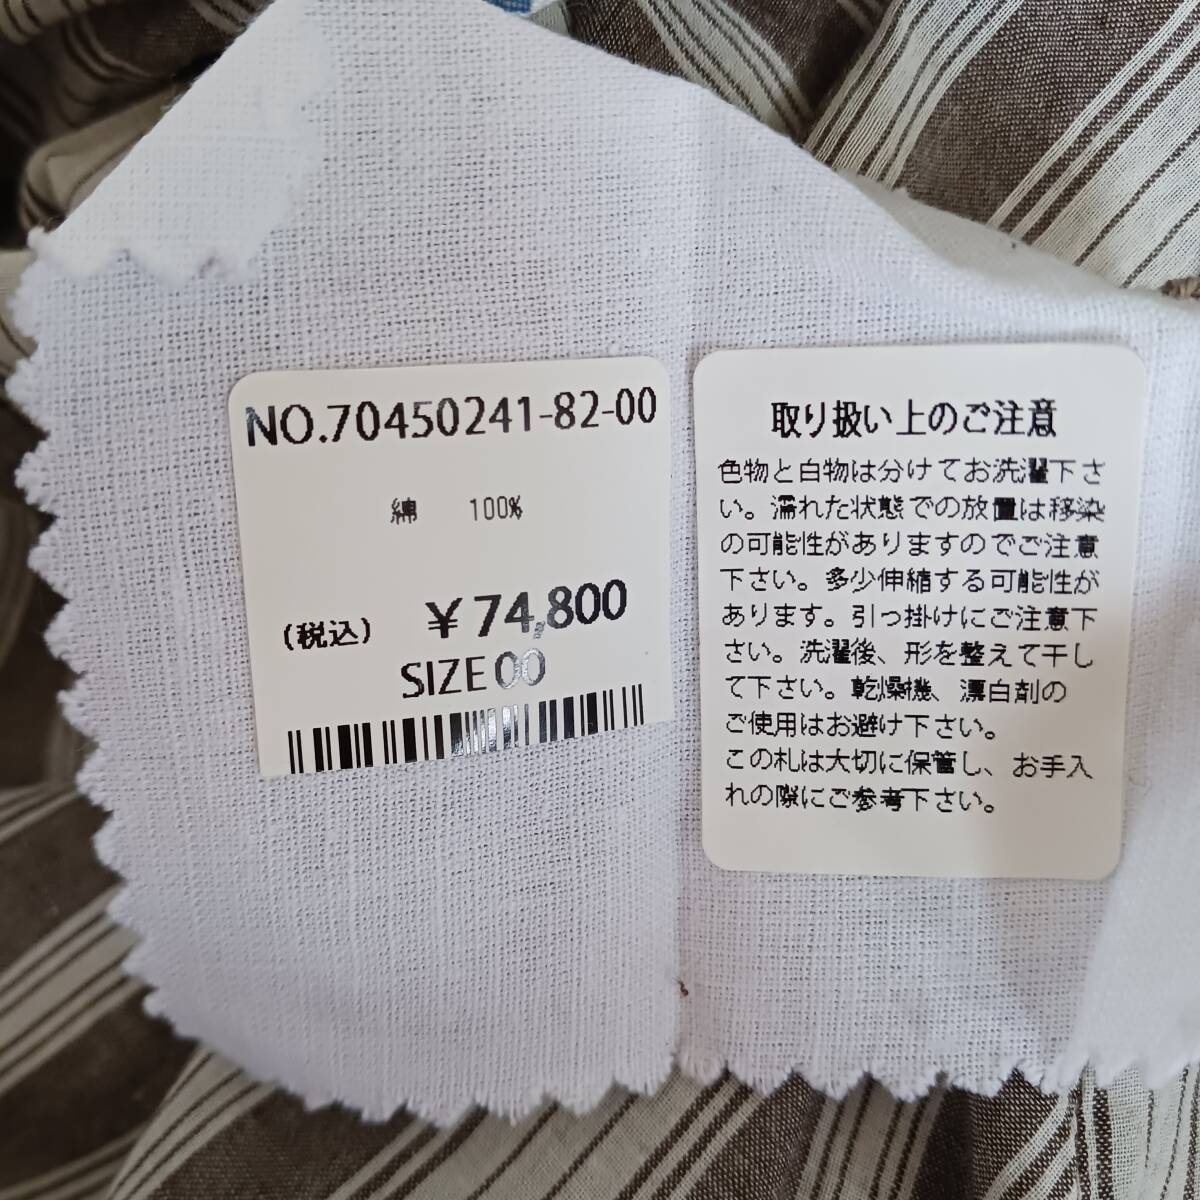 NO.70450241-82-00
綿 100%
(税込) ¥74,800
SIZE00
取り扱い上のご注意
色物と白物は分けてお洗濯下さ
い。濡れた状態での放置は移染
の可能性がありますのでご注意
下さい。多少伸縮する可能性が
あります。引っ掛けにご注意下
さい。洗濯後、形を整えて干し
て下さい。乾燥機、漂白剤の
ご使用はお避け下さい。
この札は大切に保管し、お手入
れの際にご参考下さい。